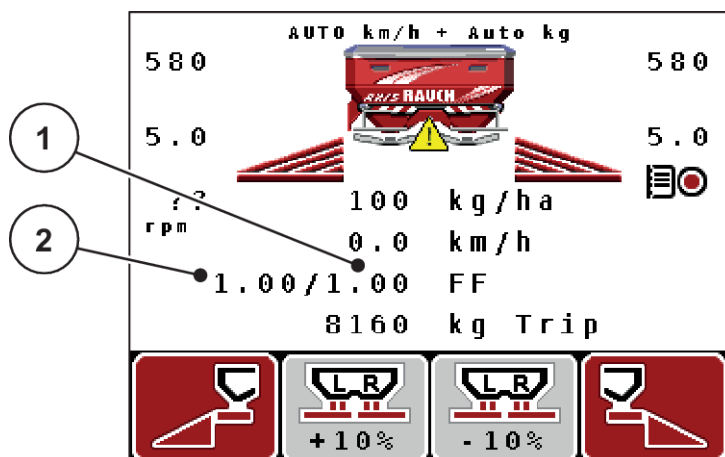 AUTO km/h + Auto kg
580 580
AXIS RAUCH
5.0 5.0
1
??
rpm
100 kg/ha
0.0 km/h
2
1.00/1.00 FF
8160 kg Trip
L R
+10%
L R
-10%